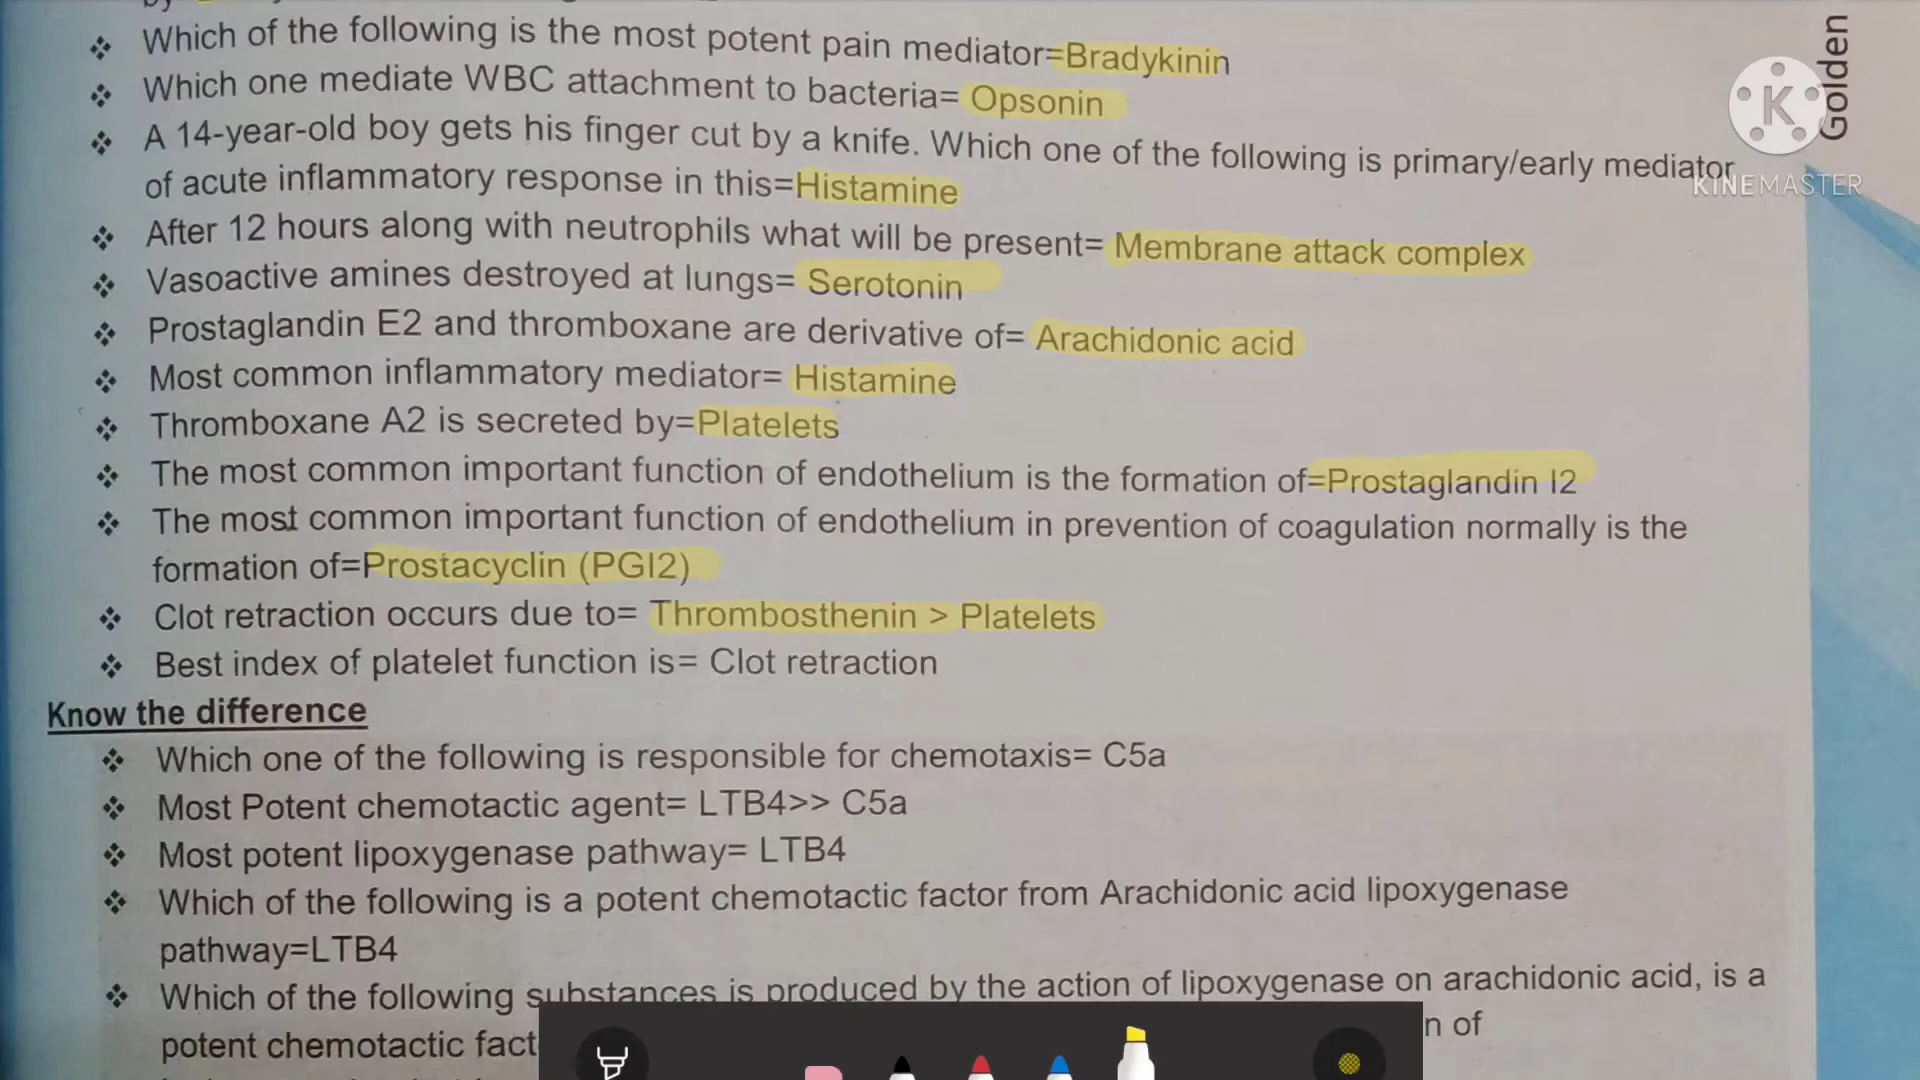 by
Which of the following is the most potent pain mediator=Bradykinin
Which one mediate WBC attachment to bacteria= Opsonin
A 14-year-old boy gets his finger cut by a knife. Which one of the following is primary/early mediator
of acute inflammatory response in this=Histamine
After 12 hours along with neutrophils what will be present= Membrane attack complex
Vasoactive amines destroyed at lungs= Serotonin
Prostaglandin E2 and thromboxane are derivative of= Arachidonic acid
Most common inflammatory mediator= Histamine
Thromboxane A2 is secreted by=Platelets
The most common important function of endothelium is the formation of=Prostaglandin I2
The most common important function of endothelium in prevention of coagulation normally is the
formation of=Prostacyclin (PGI2)
Clot retraction occurs due to= Thrombosthenin > Platelets
Best index of platelet function is= Clot retraction
Know the difference
Which one of the following is responsible for chemotaxis= C5a
Most Potent chemotactic agent= LTB4>> C5a
Most potent lipoxygenase pathway= LTB4
Which of the following is a potent chemotactic factor from Arachidonic acid lipoxygenase
pathway=LTB4
Which of the following substances is produced by the action of lipoxygenase on arachidonic acid, is a
potent chemotactic fact n of
Golden
K
KINEMASTER